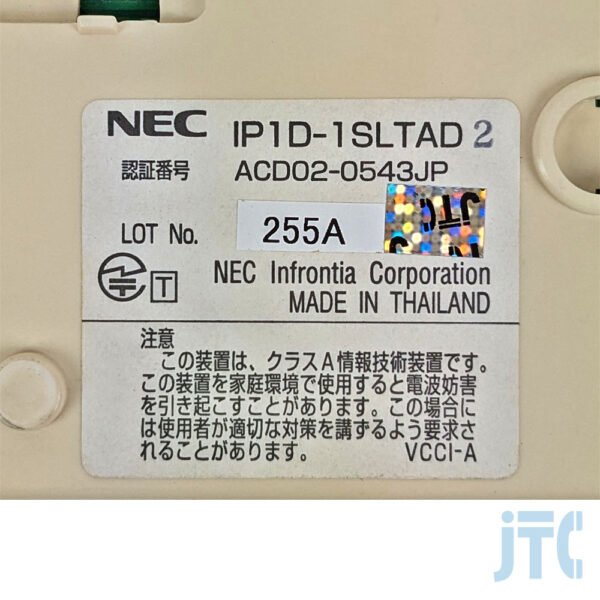 NEC IP1D-1SLTAD 2
認証番号 ACD02-0543JP
LOT No. 255A
JTC
T
NEC Infrontia Corporation
MADE IN THAILAND
注意
この装置は、クラスA情報技術装置です。
この装置を家庭環境で使用すると電波妨害
を引き起こすことがあります。この場合に
は使用者が適切な対策を講ずるよう要求さ
れることがあります。 VCCI-A
JTC